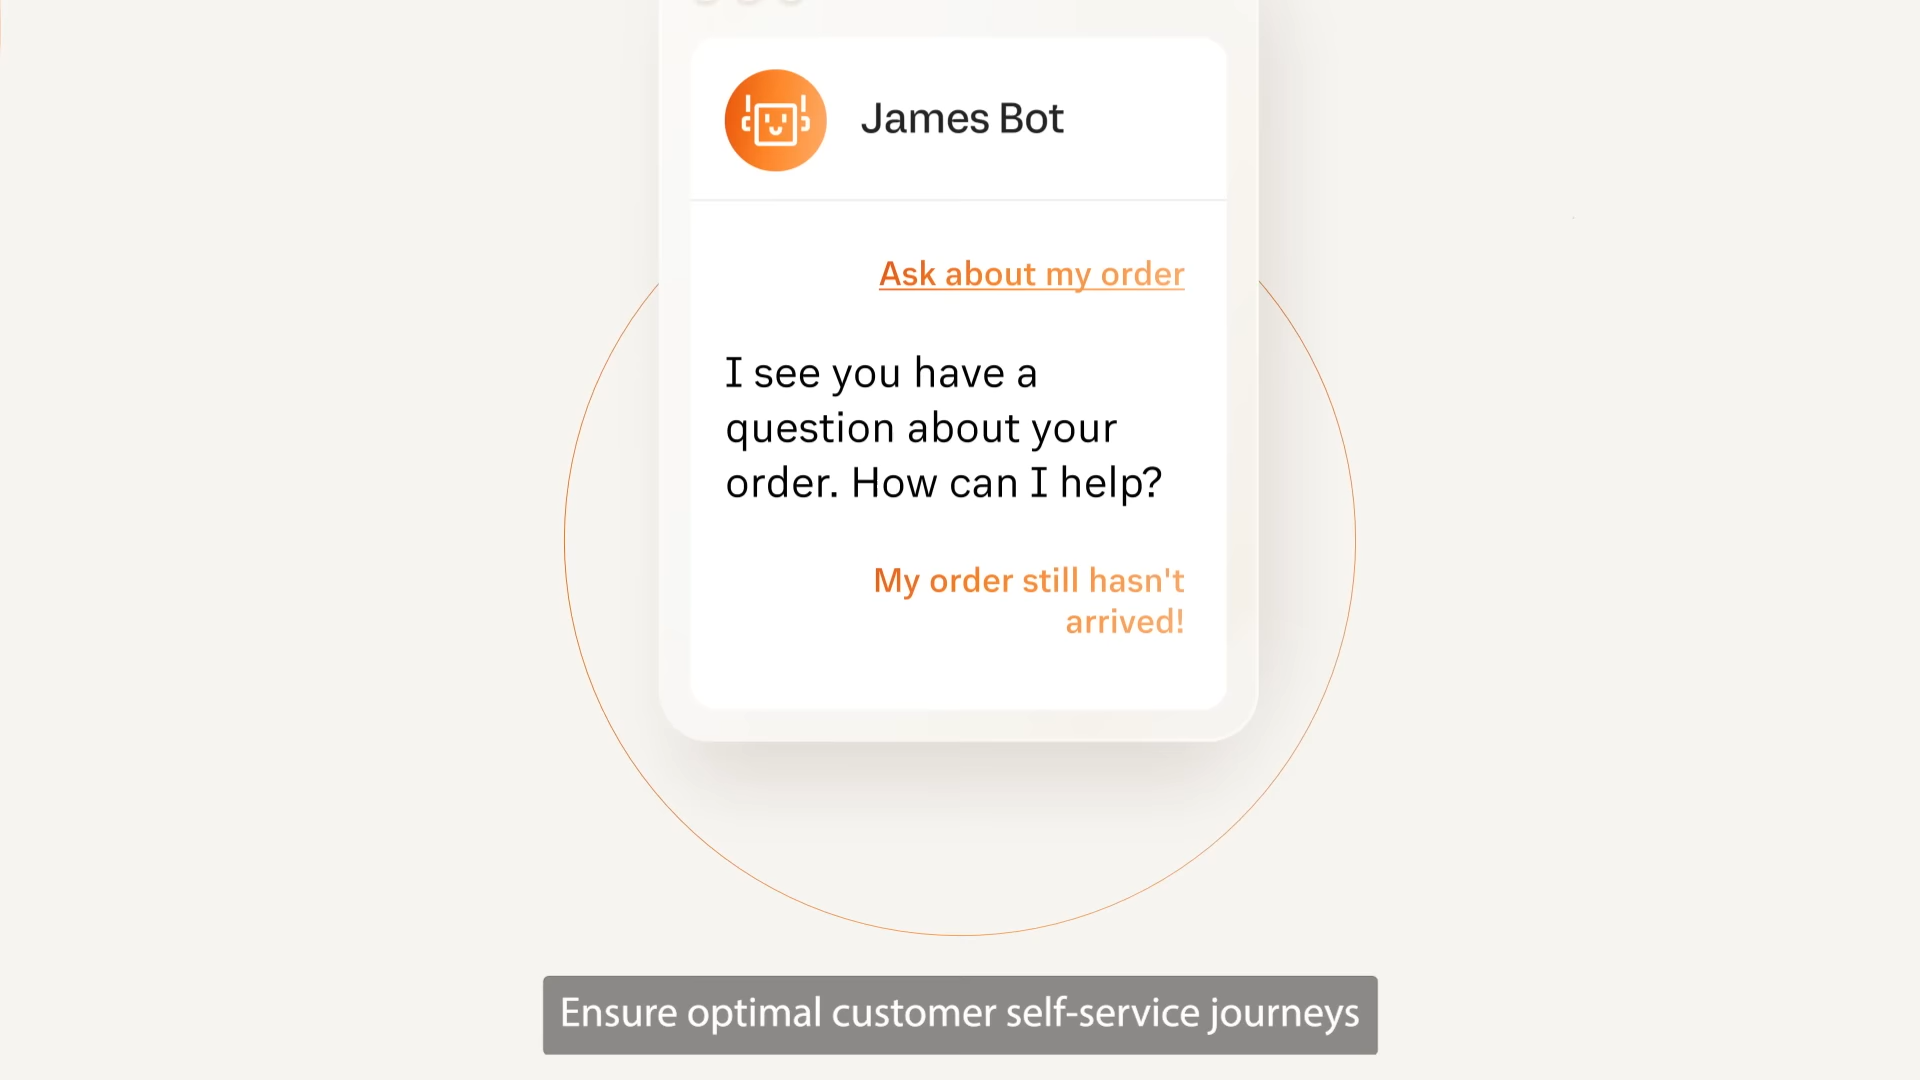 James Bot
Ask about my order
I see you have a
question about your
order. How can I help?
My order still hasn't
arrived!
Ensure optimal customer self-service journeys